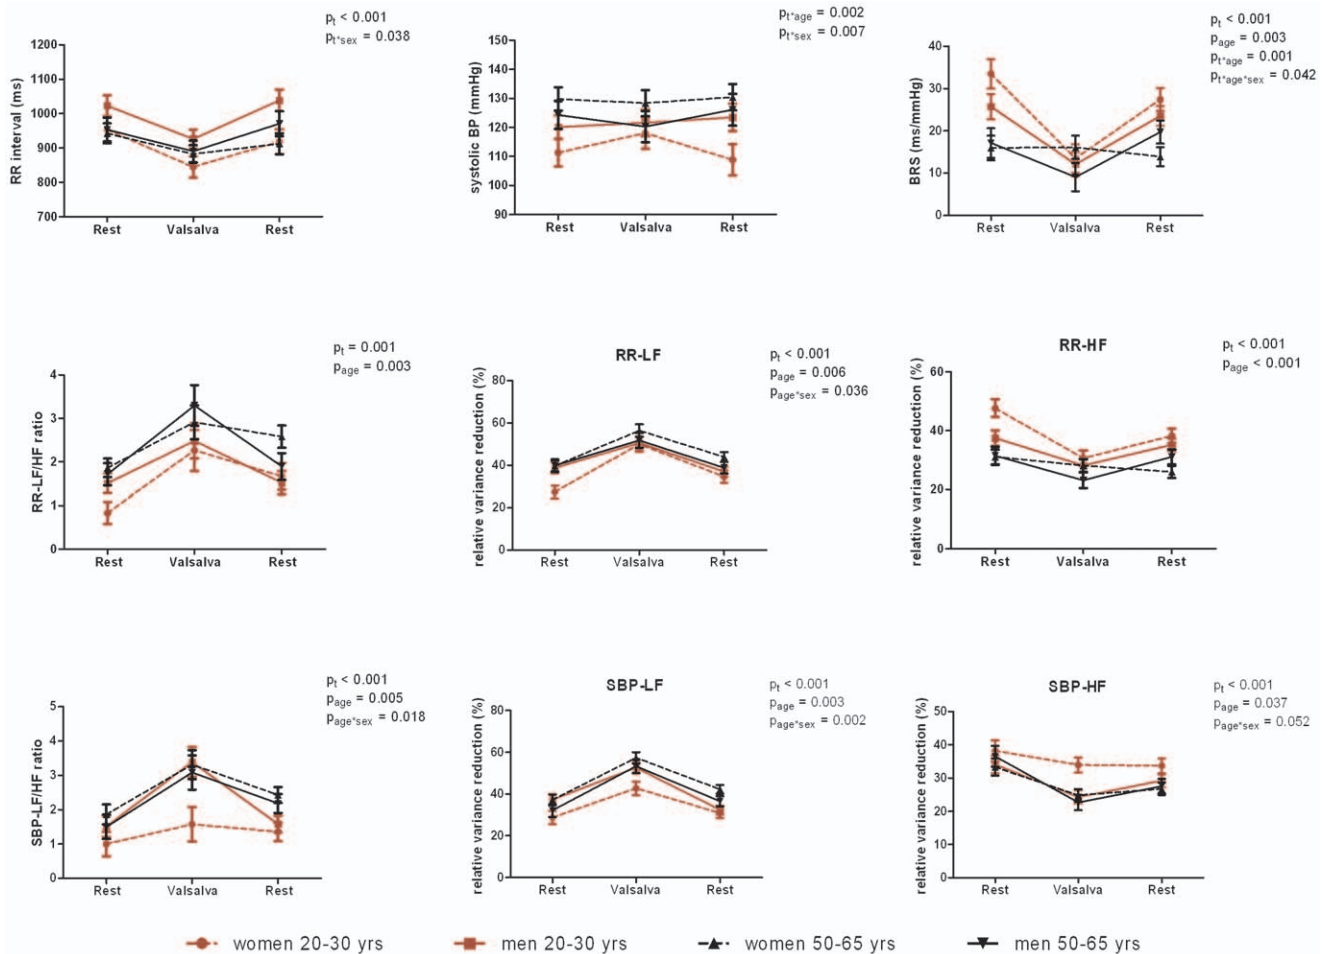 pt < 0.001
pt*sex = 0.038
RR interval (ms)
1200
1100
1000
900
800
700
Rest Valsalva Rest
pt*age = 0.002
pt*sex = 0.007
systolic BP (mmHg)
150
140
130
120
110
100
90
Rest Valsalva Rest
pt < 0.001
page = 0.003
pt*age = 0.001
pt*age*sex = 0.042
BRS (ms/mmHg)
40
30
20
10
0
Rest Valsalva Rest
pt = 0.001
page = 0.003
RR-LF/HF ratio
4
3
2
1
0
Rest Valsalva Rest
RR-LF
pt < 0.001
page = 0.006
page*sex = 0.036
relative variance reduction (%)
80
60
40
20
0
Rest Valsalva Rest
RR-HF
pt < 0.001
page < 0.001
relative variance reduction (%)
60
40
20
0
Rest Valsalva Rest
pt < 0.001
page = 0.005
page*sex = 0.018
SBP-LF/HF ratio
5
4
3
2
1
0
Rest Valsalva Rest
SBP-LF
pt < 0.001
page = 0.003
page*sex = 0.002
relative variance reduction (%)
80
60
40
20
0
Rest Valsalva Rest
SBP-HF
pt < 0.001
page = 0.037
page*sex = 0.052
relative variance reduction (%)
50
40
30
20
10
0
Rest Valsalva Rest
women 20-30 yrs men 20-30 yrs women 50-65 yrs men 50-65 yrs